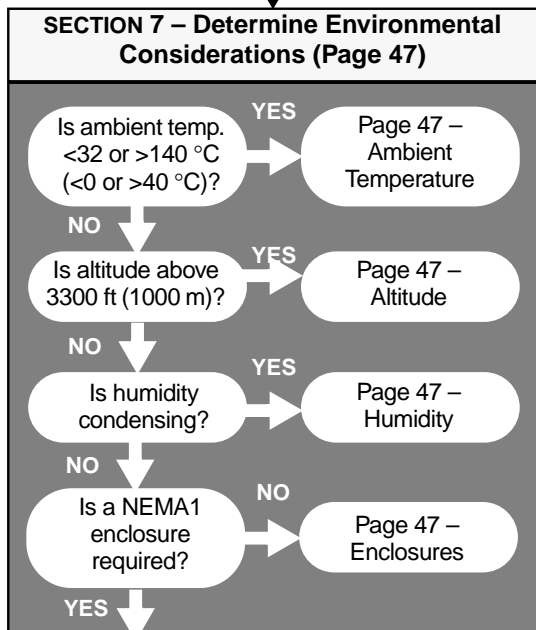 SECTION 7 – Determine Environmental
Considerations (Page 47)
Is ambient temp.
<32 or >140 °C
(<0 or >40 °C)?
YES
Page 47 –
Ambient
Temperature
NO
Is altitude above
3300 ft (1000 m)?
YES
Page 47 –
Altitude
NO
Is humidity
condensing?
YES
Page 47 –
Humidity
NO
Is a NEMA1
enclosure
required?
NO
Page 47 –
Enclosures
YES